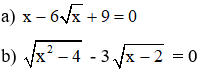 a) x – 6√x + 9 = 0
b) √(x² – 4) - 3√(x – 2) = 0